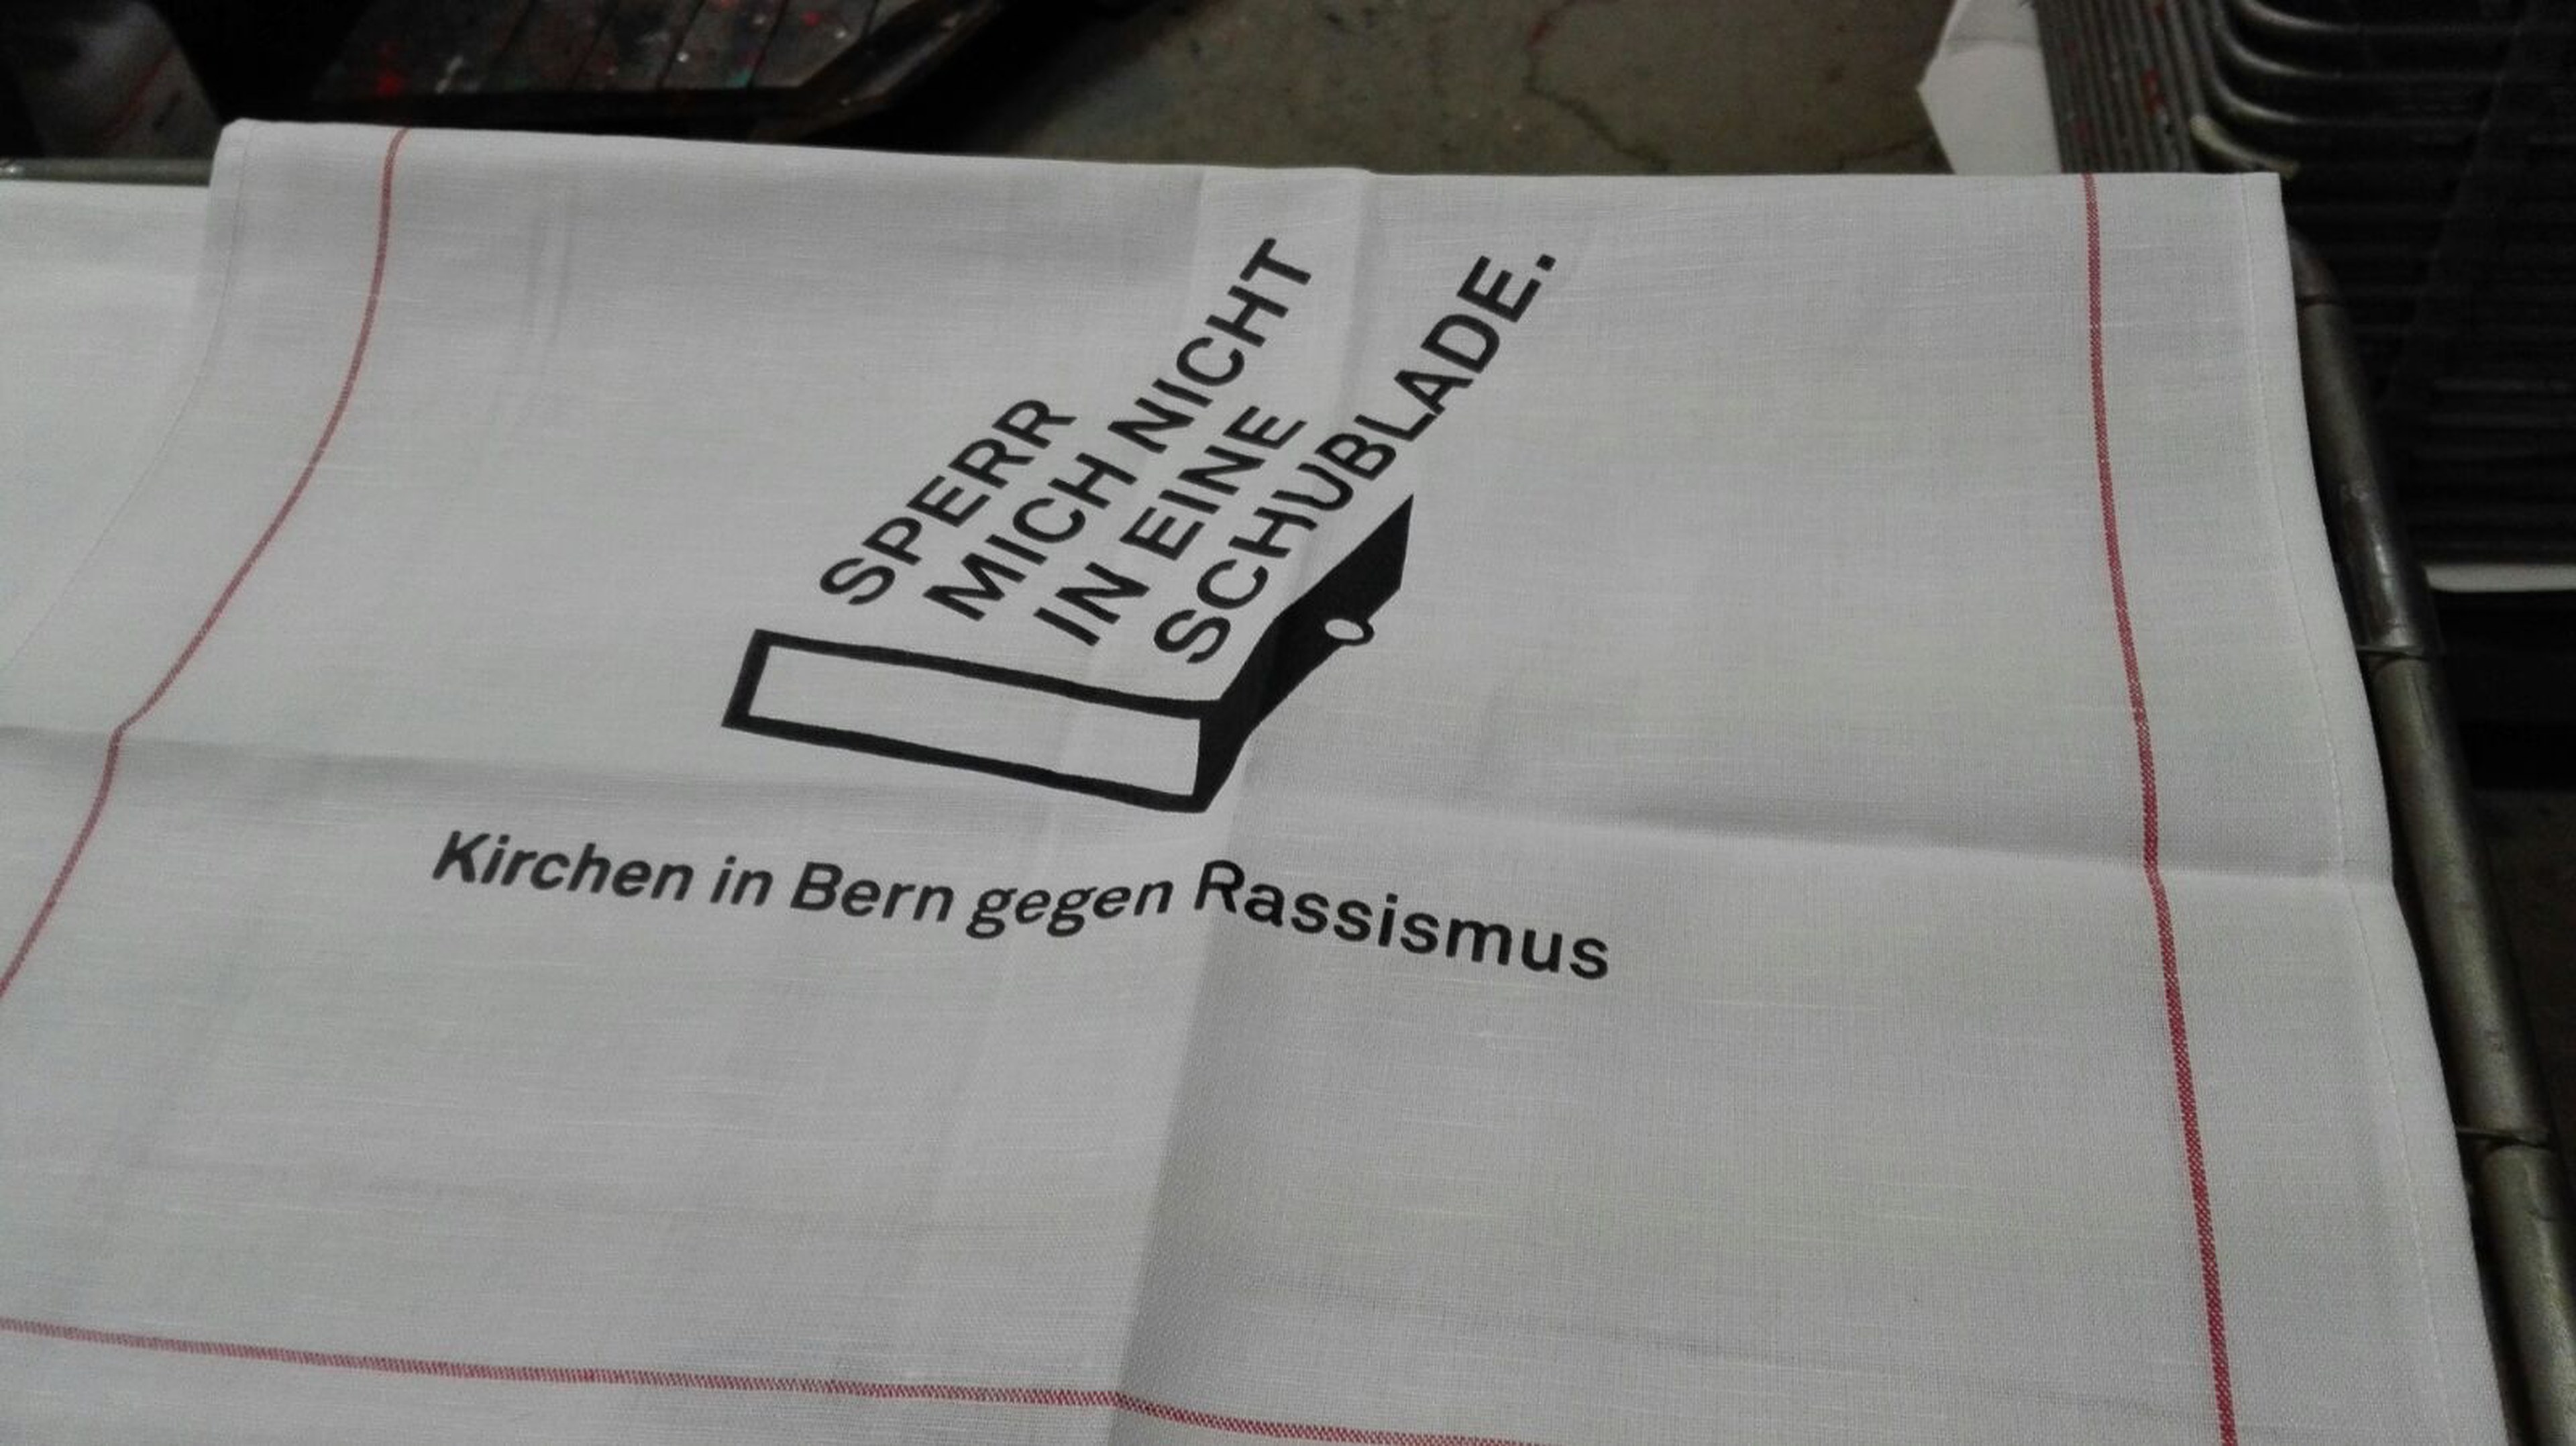 SPERR
MICH NICHT
IN EINE
SCHUBLADE.
Kirchen in Bern gegen Rassismus